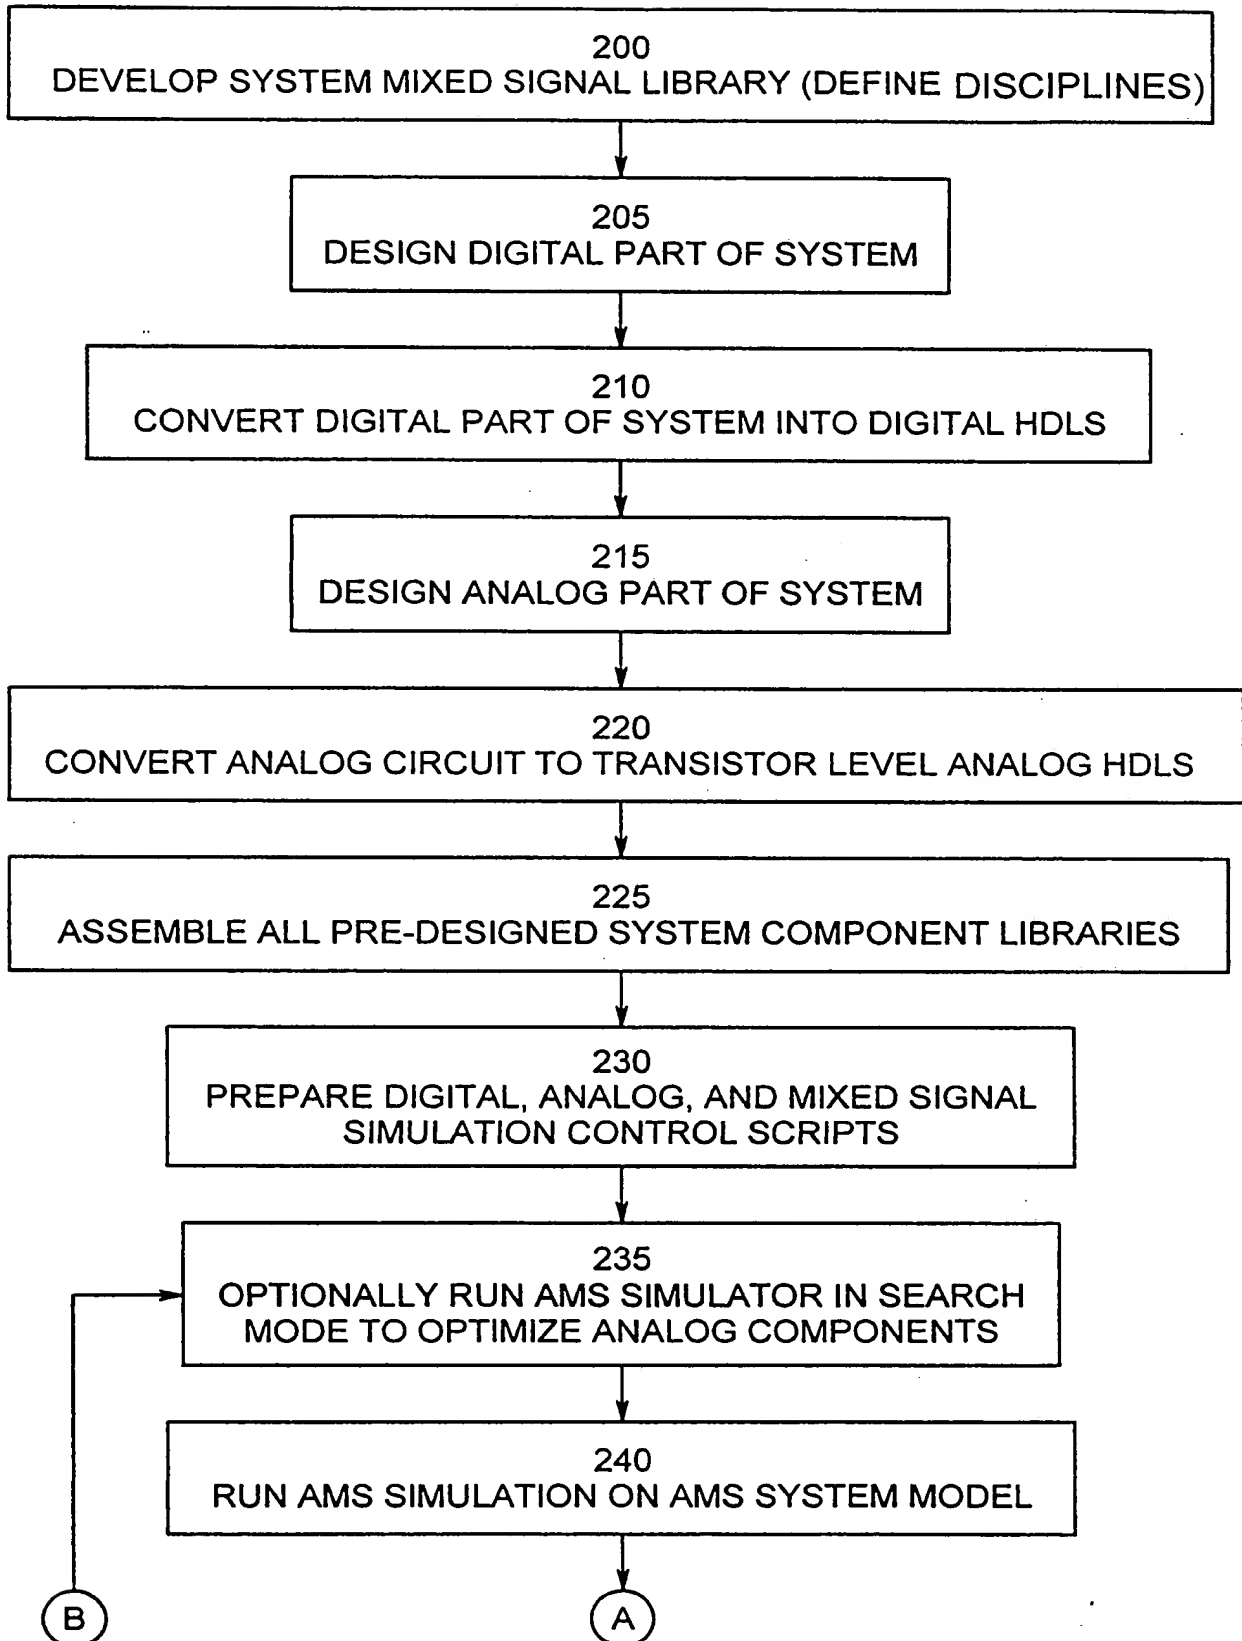 200
DEVELOP SYSTEM MIXED SIGNAL LIBRARY (DEFINE DISCIPLINES)
205
DESIGN DIGITAL PART OF SYSTEM
210
CONVERT DIGITAL PART OF SYSTEM INTO DIGITAL HDLS
215
DESIGN ANALOG PART OF SYSTEM
220
CONVERT ANALOG CIRCUIT TO TRANSISTOR LEVEL ANALOG HDLS
225
ASSEMBLE ALL PRE-DESIGNED SYSTEM COMPONENT LIBRARIES
230
PREPARE DIGITAL, ANALOG, AND MIXED SIGNAL
SIMULATION CONTROL SCRIPTS
235
OPTIONALLY RUN AMS SIMULATOR IN SEARCH
MODE TO OPTIMIZE ANALOG COMPONENTS
240
RUN AMS SIMULATION ON AMS SYSTEM MODEL
B
A